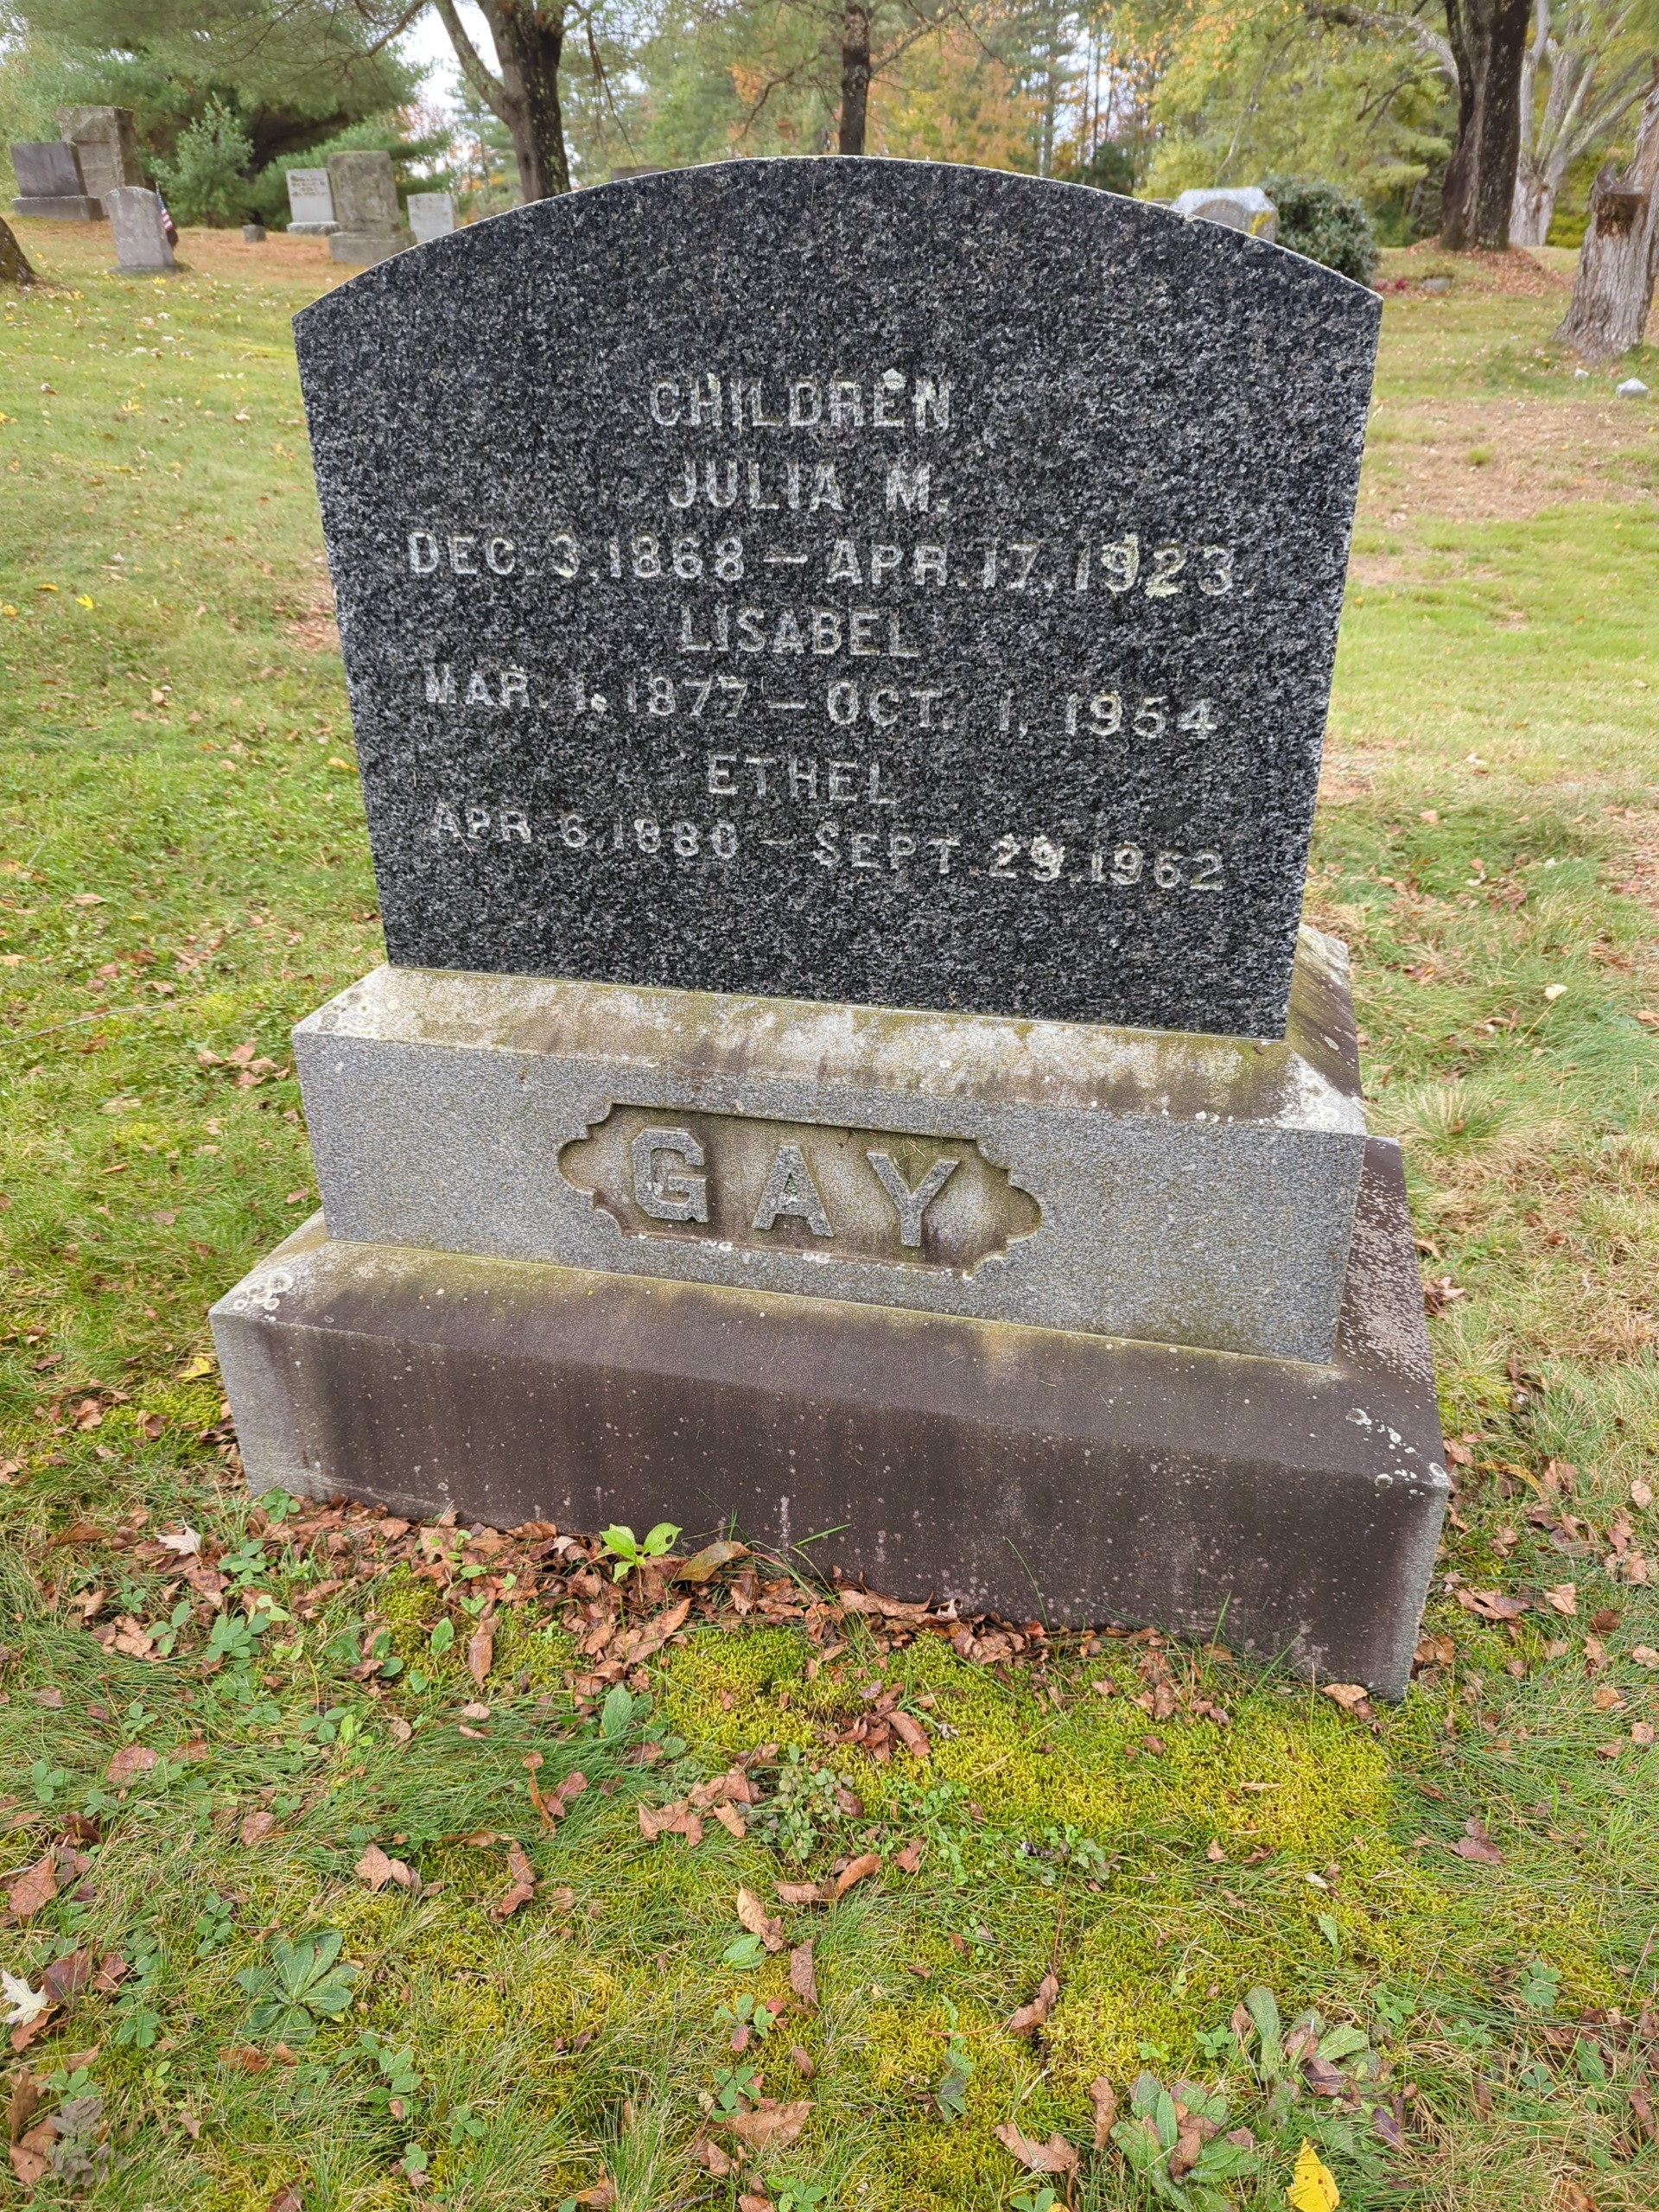 CHILDREN
JULIA M.
DEC. 3, 1868 — APR. 17, 1923
LISABEL
MAR. 1, 1877 — OCT. 1, 1954
ETHEL
APR. 6, 1880 — SEPT. 29, 1962
GAY